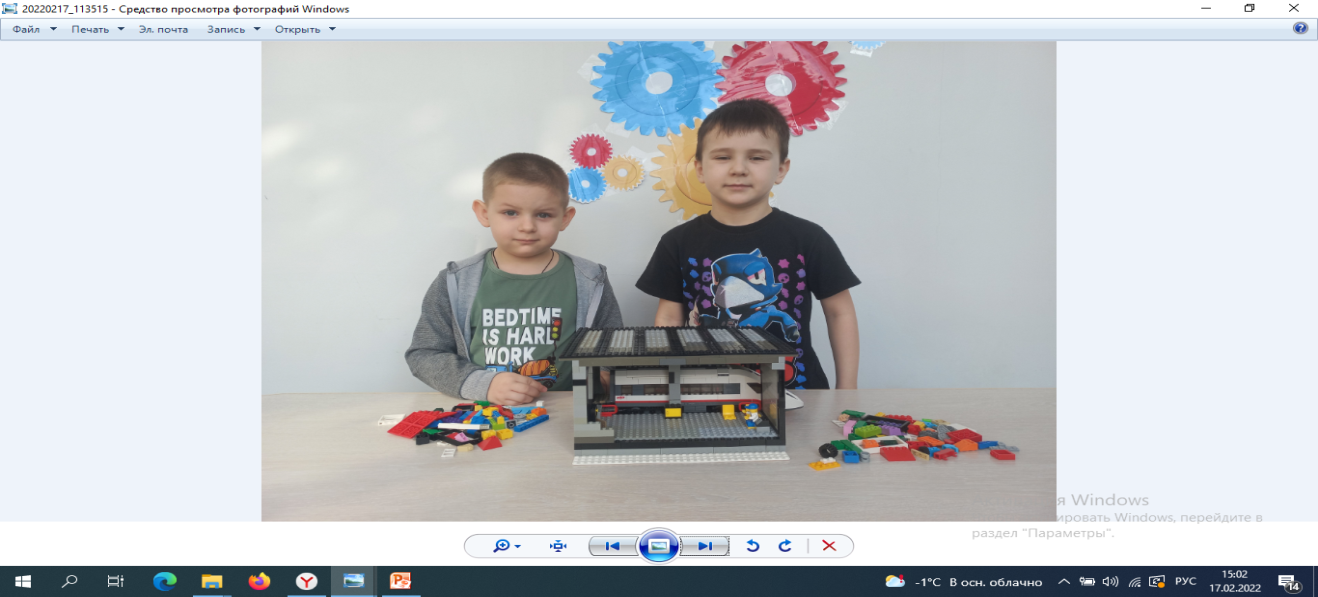 20220217_113515 - Средство просмотра фотографий Windows
Файл Печать Эл. почта Запись Открыть
BEDTIME
IS HARD
WORK
я Windows
ировать Windows, перейдите в
раздел "Параметры".
-1°C В осн. облачно
РУС
15:02
17.02.2022
14